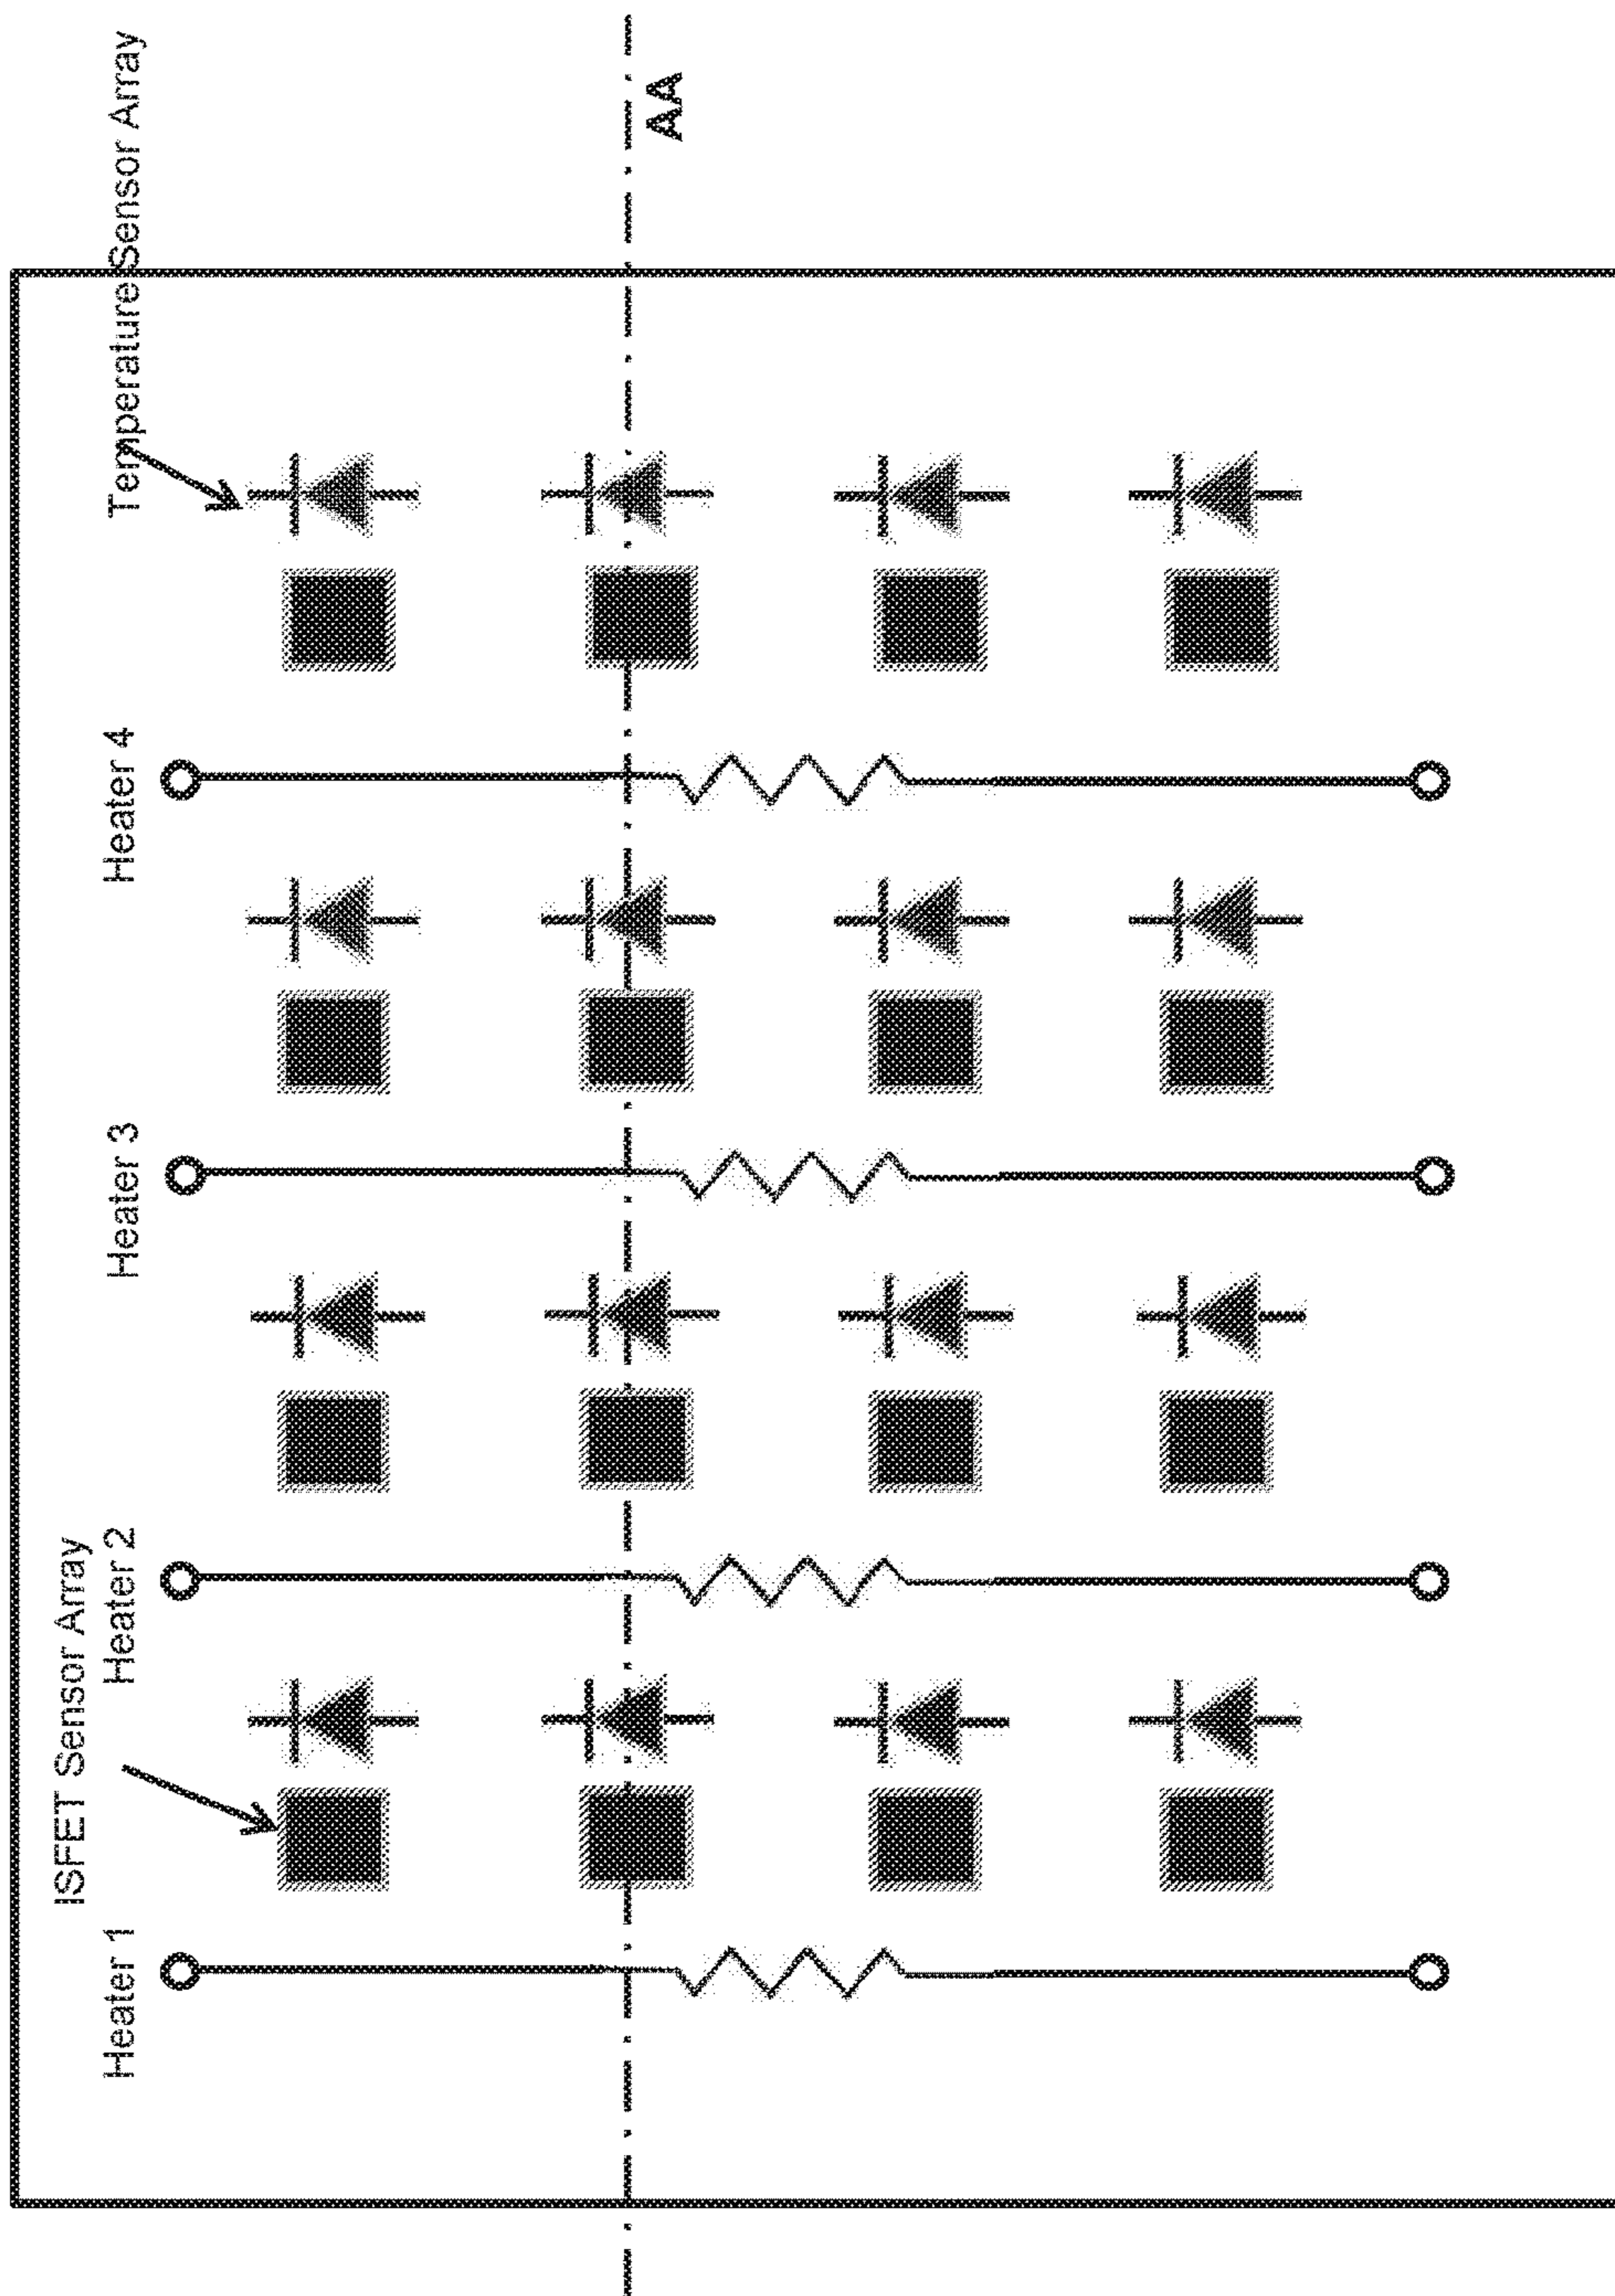 ISFET Sensor Array
Heater 1
Heater 2
Heater 3
Heater 4
Temperature Sensor Array
AA